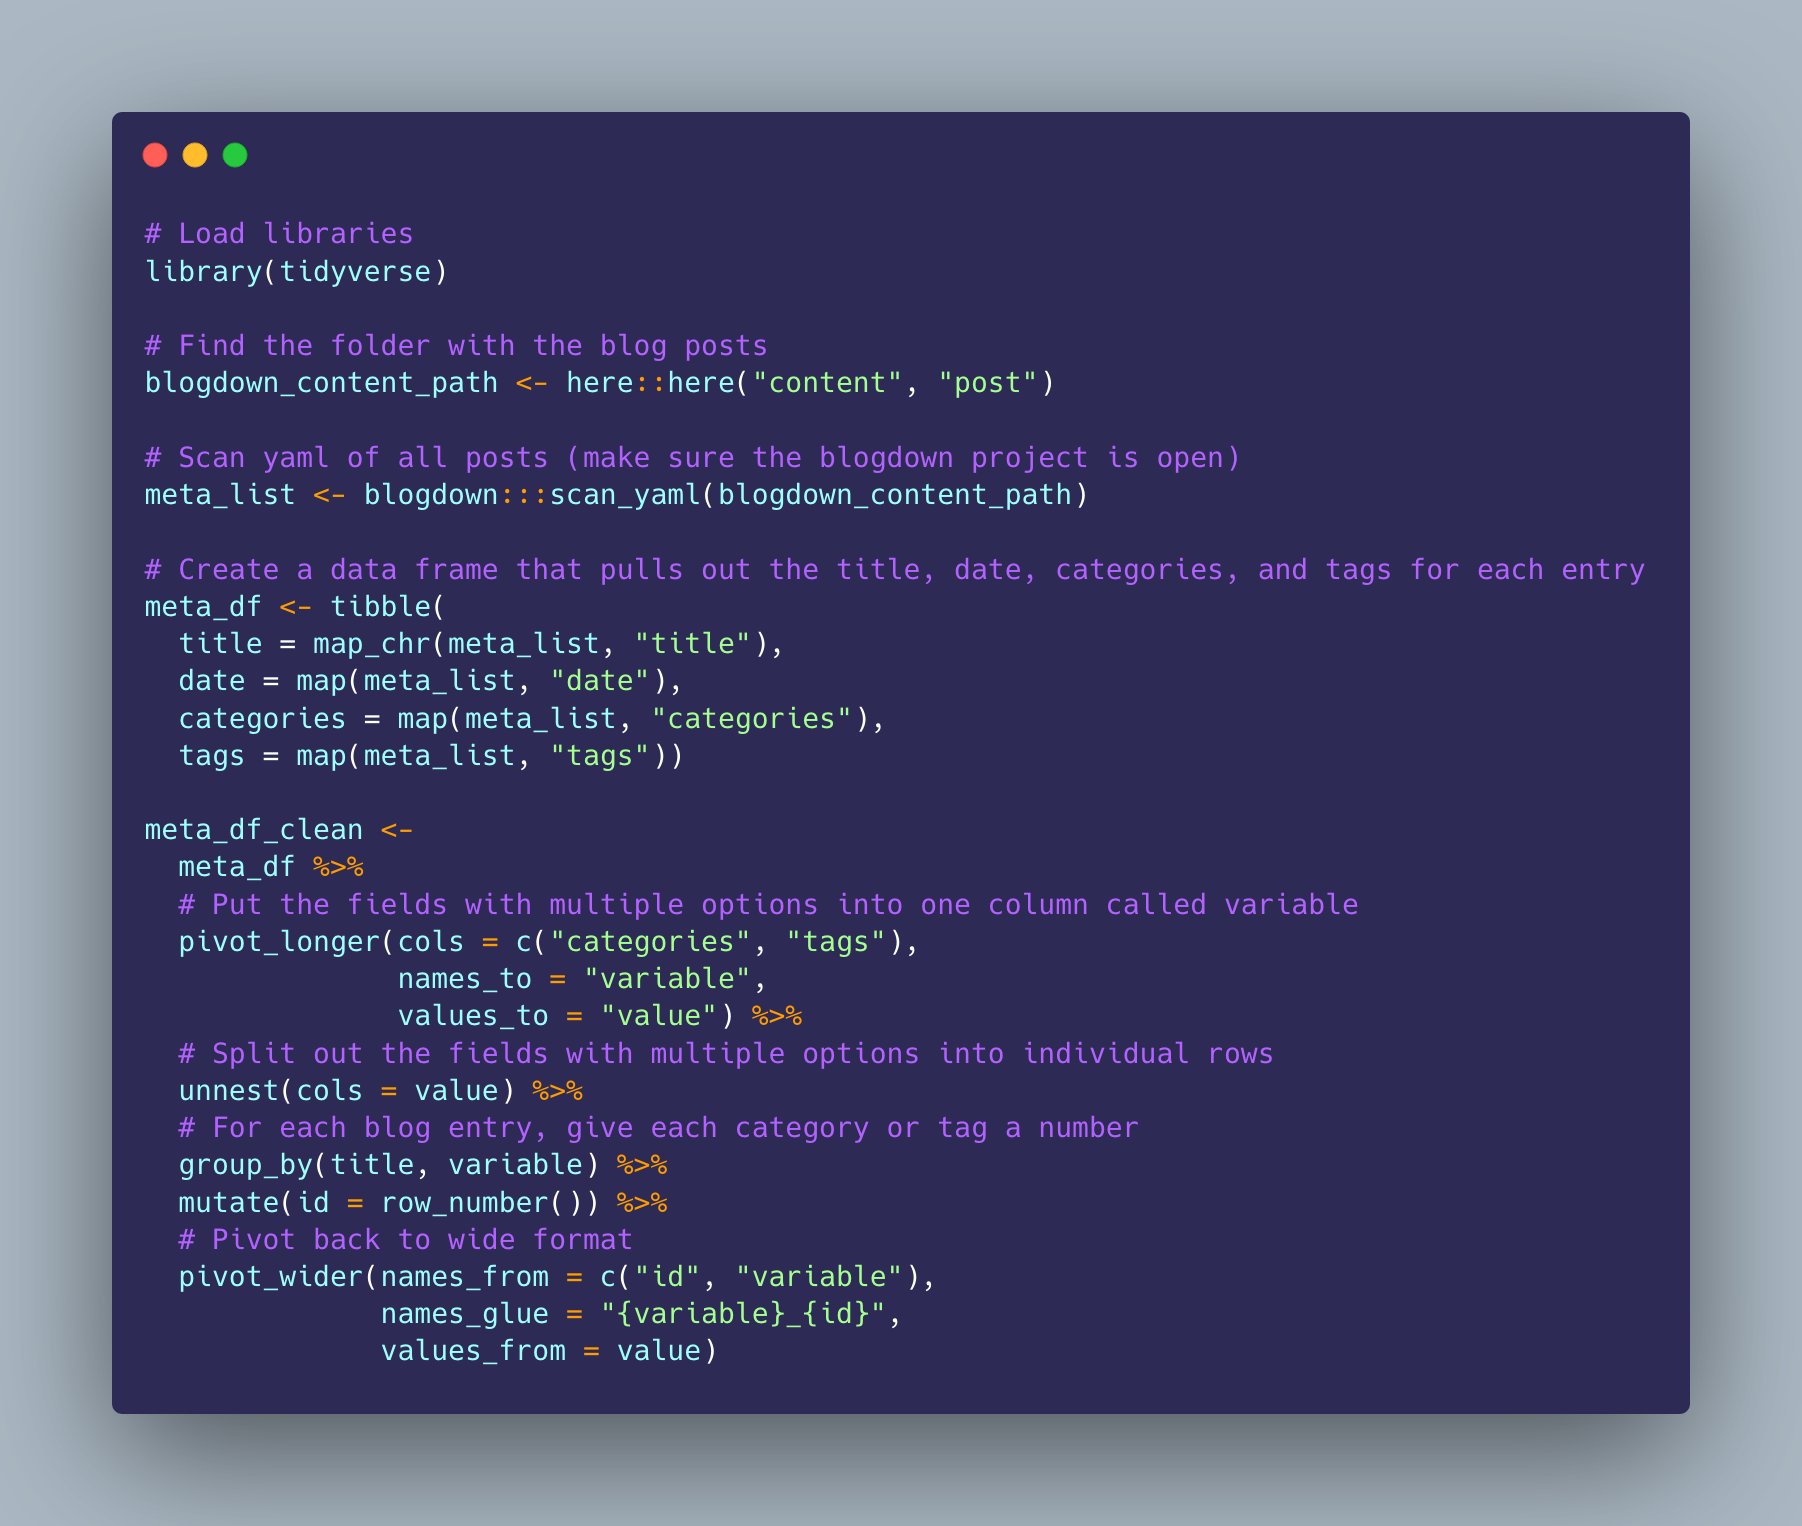 # Load libraries
library(tidyverse)

# Find the folder with the blog posts
blogdown_content_path <- here::here("content", "post")

# Scan yaml of all posts (make sure the blogdown project is open)
meta_list <- blogdown:::scan_yaml(blogdown_content_path)

# Create a data frame that pulls out the title, date, categories, and tags for each entry
meta_df <- tibble(
  title = map_chr(meta_list, "title"),
  date = map(meta_list, "date"),
  categories = map(meta_list, "categories"),
  tags = map(meta_list, "tags"))

meta_df_clean <-
  meta_df %>%
  # Put the fields with multiple options into one column called variable
  pivot_longer(cols = c("categories", "tags"),
               names_to = "variable",
               values_to = "value") %>%
  # Split out the fields with multiple options into individual rows
  unnest(cols = value) %>%
  # For each blog entry, give each category or tag a number
  group_by(title, variable) %>%
  mutate(id = row_number()) %>%
  # Pivot back to wide format
  pivot_wider(names_from = c("id", "variable"),
              names_glue = "{variable}_{id}",
              values_from = value)